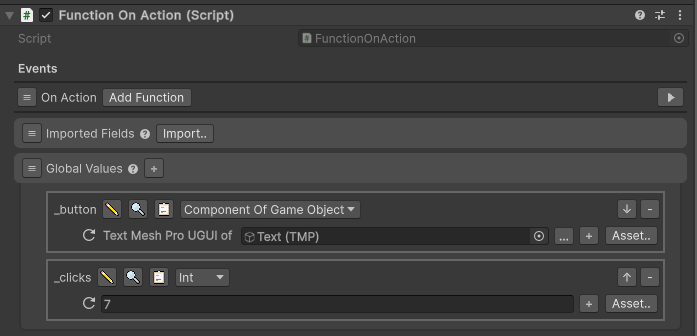 Function On Action (Script)
Script FunctionOnAction
Events
On Action Add Function
Imported Fields Import..
Global Values +
_button Component Of Game Object -
Text Mesh Pro UGUI of Text (TMP) ... + Asset..
_clicks Int -
7 + Asset..